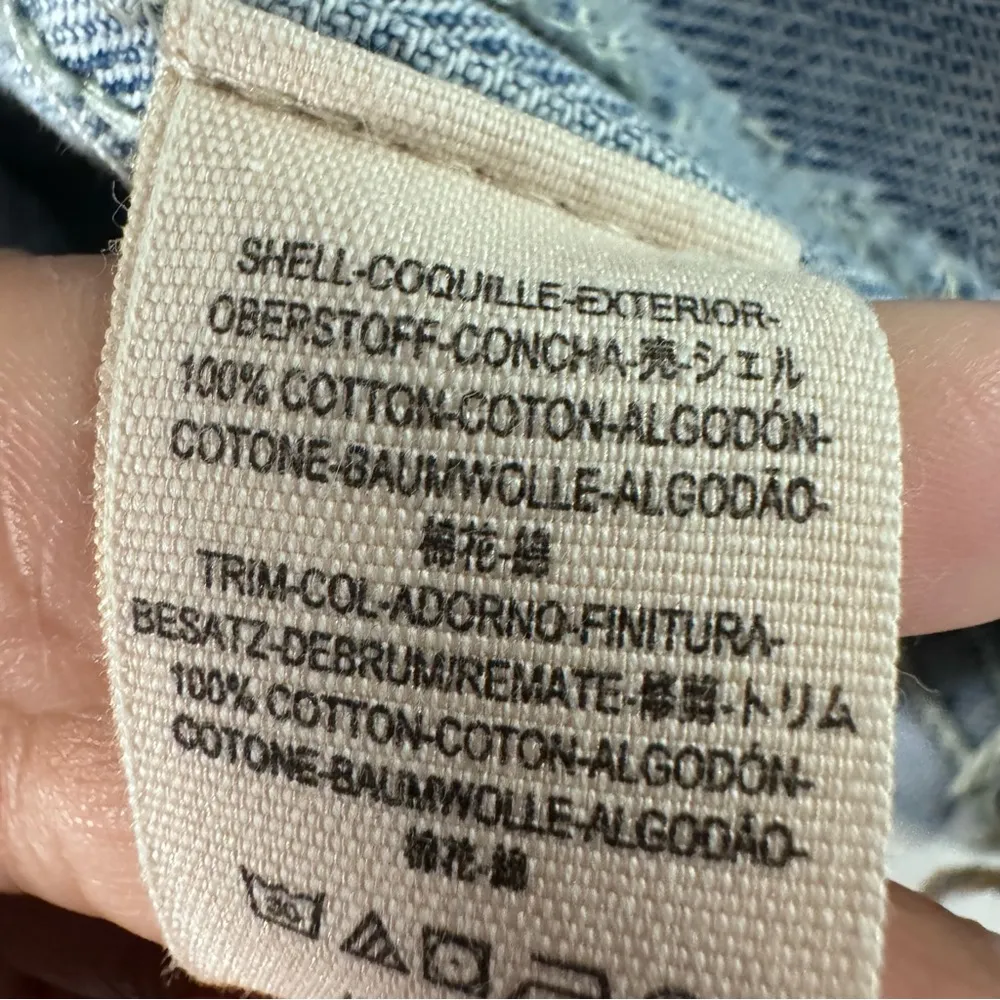 SHELL-COQUILLE-EXTERIOR-
OBERSTOFF-CONCHA-壳-シェル
100% COTTON-COTON-ALGODÓN-
COTONE-BAUMWOLLE-ALGODÃO-
棉花-綿
TRIM-COL-ADORNO-FINITURA-
BESATZ-DEBRUM/REMATE-修剪-トリム
100% COTTON-COTON-ALGODÓN-
COTONE-BAUMWOLLE-ALGODÃO-
棉花-綿
30